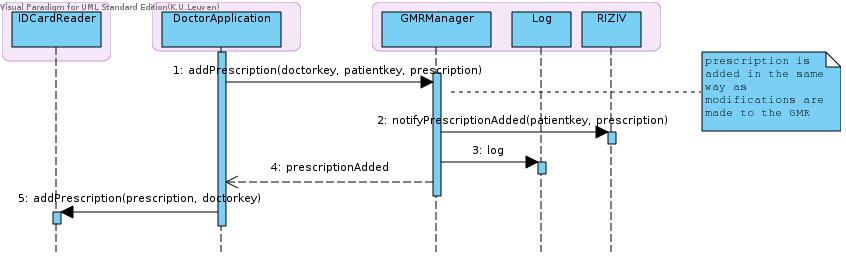 Visual Paradigm for UML Standard Edition(K.U.Leuven)
IDCardReader
DoctorApplication
GMRManager
Log
RIZIV
1: addPrescription(doctorkey, patientkey, prescription)
prescription is
added in the same
way as
modifications are
made to the GMR
2: notifyPrescriptionAdded(patientkey, prescription)
3: log
4: prescriptionAdded
5: addPrescription(prescription, doctorkey)